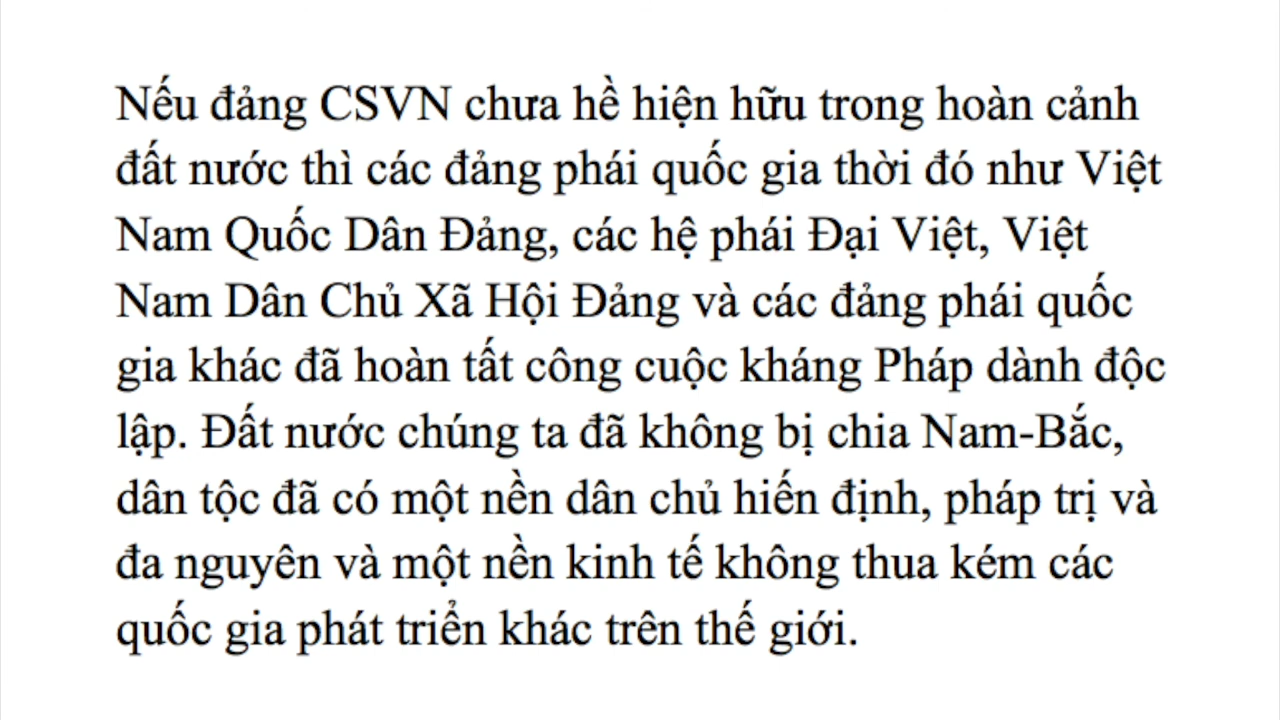 Nếu đảng CSVN chưa hề hiện hữu trong hoàn cảnh
đất nước thì các đảng phái quốc gia thời đó như Việt
Nam Quốc Dân Đảng, các hệ phái Đại Việt, Việt
Nam Dân Chủ Xã Hội Đảng và các đảng phái quốc
gia khác đã hoàn tất công cuộc kháng Pháp dành độc
lập. Đất nước chúng ta đã không bị chia Nam-Bắc,
dân tộc đã có một nền dân chủ hiến định, pháp trị và
đa nguyên và một nền kinh tế không thua kém các
quốc gia phát triển khác trên thế giới.